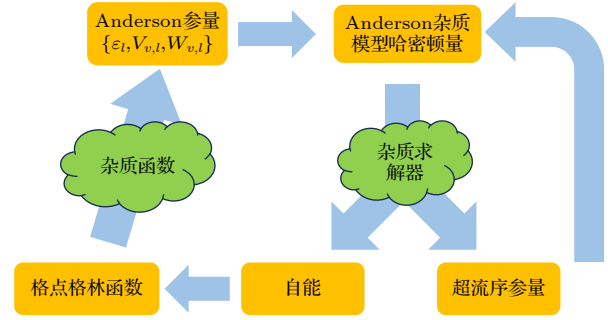 Anderson参量
{εl,Vv,l,Wv,l}
Anderson杂质
模型哈密顿量
杂质函数
杂质求
解器
格点格林函数
自能
超流序参量